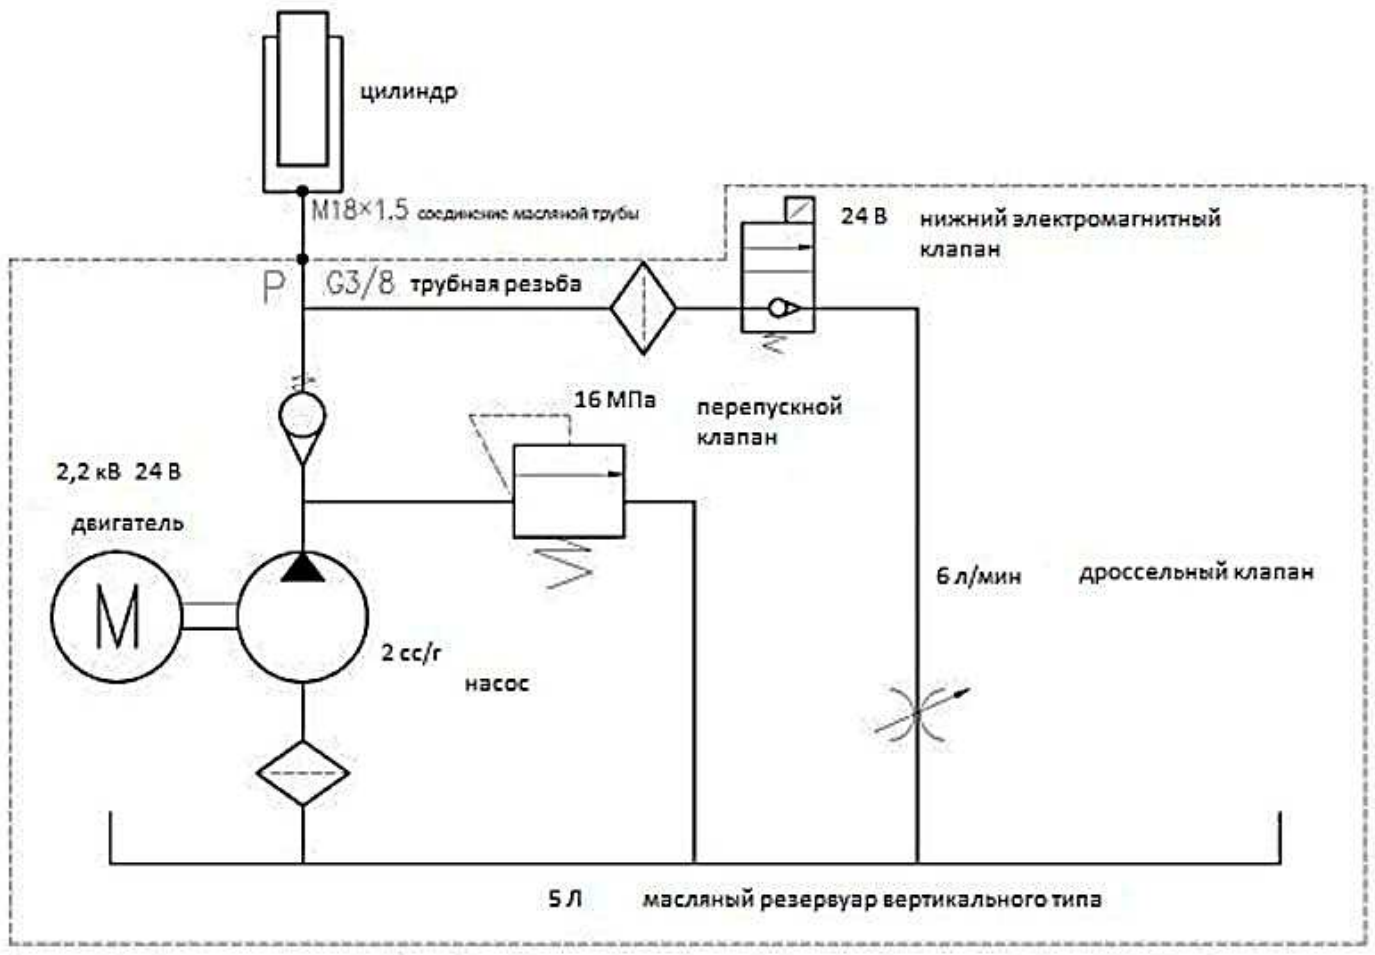 цилиндр
M18×1.5 соединение масляной трубы
24 В нижний электромагнитный
клапан
P G3/8 трубная резьба
16 МПа перепускной
клапан
2,2 кВ 24 В
двигатель
M
6 л/мин дроссельный клапан
2 сс/г
насос
5 Л масляный резервуар вертикального типа